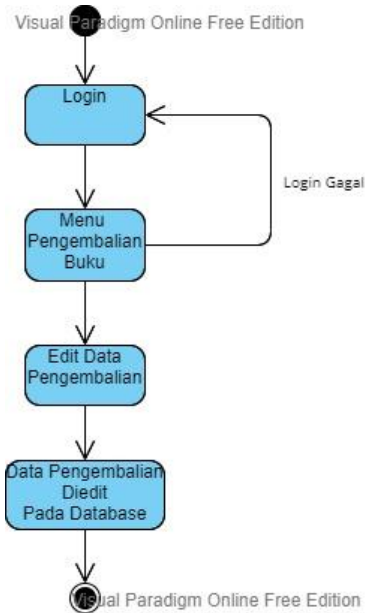 Visual Paradigm Online Free Edition
Login
Login Gagal
Menu
Pengembalian
Buku
Edit Data
Pengembalian
Data Pengembalian
Diedit
Pada Database
Visual Paradigm Online Free Edition